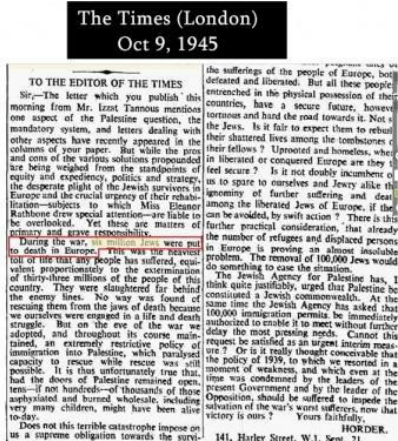 The Times (London)
Oct 9, 1945
TO THE EDITOR OF THE TIMES
Sir,—The letter which you publish this
morning from Mr. Izzat Tannous mentions
one aspect of the Palestine question, the
mandatory system, and letters dealing with
other aspects have recently appeared in the
columns of your paper. But while the pros
and cons of the various solutions propounded
are being weighed from the standpoints of
equity and expediency, politics and strategy,
the desperate plight of the Jewish survivors in
Europe and the crucial urgency of their rehabi-
litation—subjects to which Miss Eleanor
Rathbone drew special attention—are liable to
be overlooked. Yet these are matters of
primary and grave responsibility.
During the war, six million Jews were put
to death in Europe. This was the heaviest
toll of life that any people has suffered, equi-
valent proportionately to the extermination
of thirty-three millions of the people of this
country. They were slaughtered far behind
the enemy lines. No way was found of
rescuing them from the jaws of death because
we ourselves were engaged in a life and death
struggle. But on the eve of the war we
adopted, and throughout its course main-
tained, an extremely restrictive policy of
immigration into Palestine, which paralysed
capacity to rescue while rescue was still
possible. It is thus unfortunately true that,
had the doors of Palestine remained open,
tens—if not hundreds—of thousands of those
asphyxiated and burned wholesale, including
very many children, might have been alive
to-day.
Does not this terrible catastrophe impose on
us a supreme obligation towards the survi-
the sufferings of the people of Europe, both
defeated and liberated. But all these people,
entrenched in the physical possession of their
countries, have a secure future, however
tortuous and hard the road towards it. Not so
the Jews. Is it fair to expect them to rebuild
their shattered lives among the tombstones of
their fellows? Uprooted and homeless, where
in liberated or conquered Europe are they to
feel secure? Is it not doubly incumbent on
us to spare to ourselves and Jewry alike the
ignominy of further suffering and death
among the liberated Jews of Europe, if these
can be avoided, by swift action? There is this
further practical consideration, that already
the number of refugees and displaced persons
in Europe is proving an almost insoluble
problem. The removal of 100,000 Jews would
do something to ease the situation.
The Jewish Agency for Palestine has, I
think quite justifiably, urged that Palestine be
constituted a Jewish commonwealth. At the
same time the Jewish Agency has asked that
100,000 immigration permits be immediately
authorized to enable it to meet without further
delay the most pressing needs. Cannot this
request be satisfied as an urgent interim meas-
ure? Or is it really thought conceivable that
the policy of 1939, to which we resorted in a
moment of weakness, and which even at the
time was condemned by the leaders of the
present Government and by the leader of the
Opposition, should be suffered to impede the
salvation of the war's worst sufferers, now that
victory is ours? Yours faithfully,
HORDER.
141, Harley Street, W.1, Sept. 21.